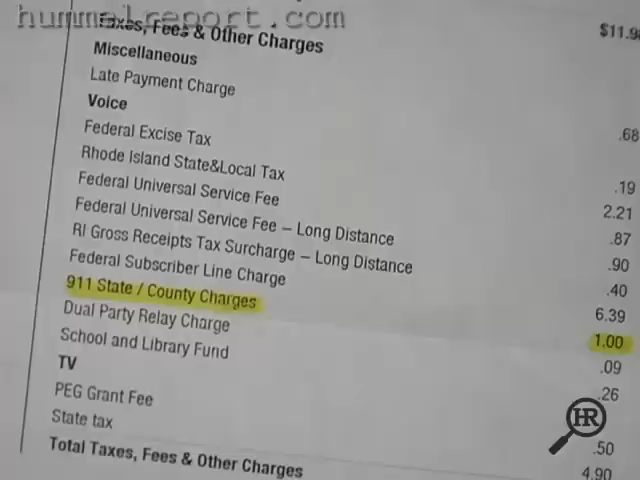 hummelreport.com
$11.98
Taxes, Fees & Other Charges
Miscellaneous
Late Payment Charge .68
Voice
Federal Excise Tax .19
Rhode Island State&Local Tax 2.21
Federal Universal Service Fee .87
Federal Universal Service Fee – Long Distance .90
RI Gross Receipts Tax Surcharge – Long Distance .40
Federal Subscriber Line Charge 6.39
911 State / County Charges 1.00
Dual Party Relay Charge .09
School and Library Fund .26
TV
PEG Grant Fee .50
State tax 4.90
Total Taxes, Fees & Other Charges
HR